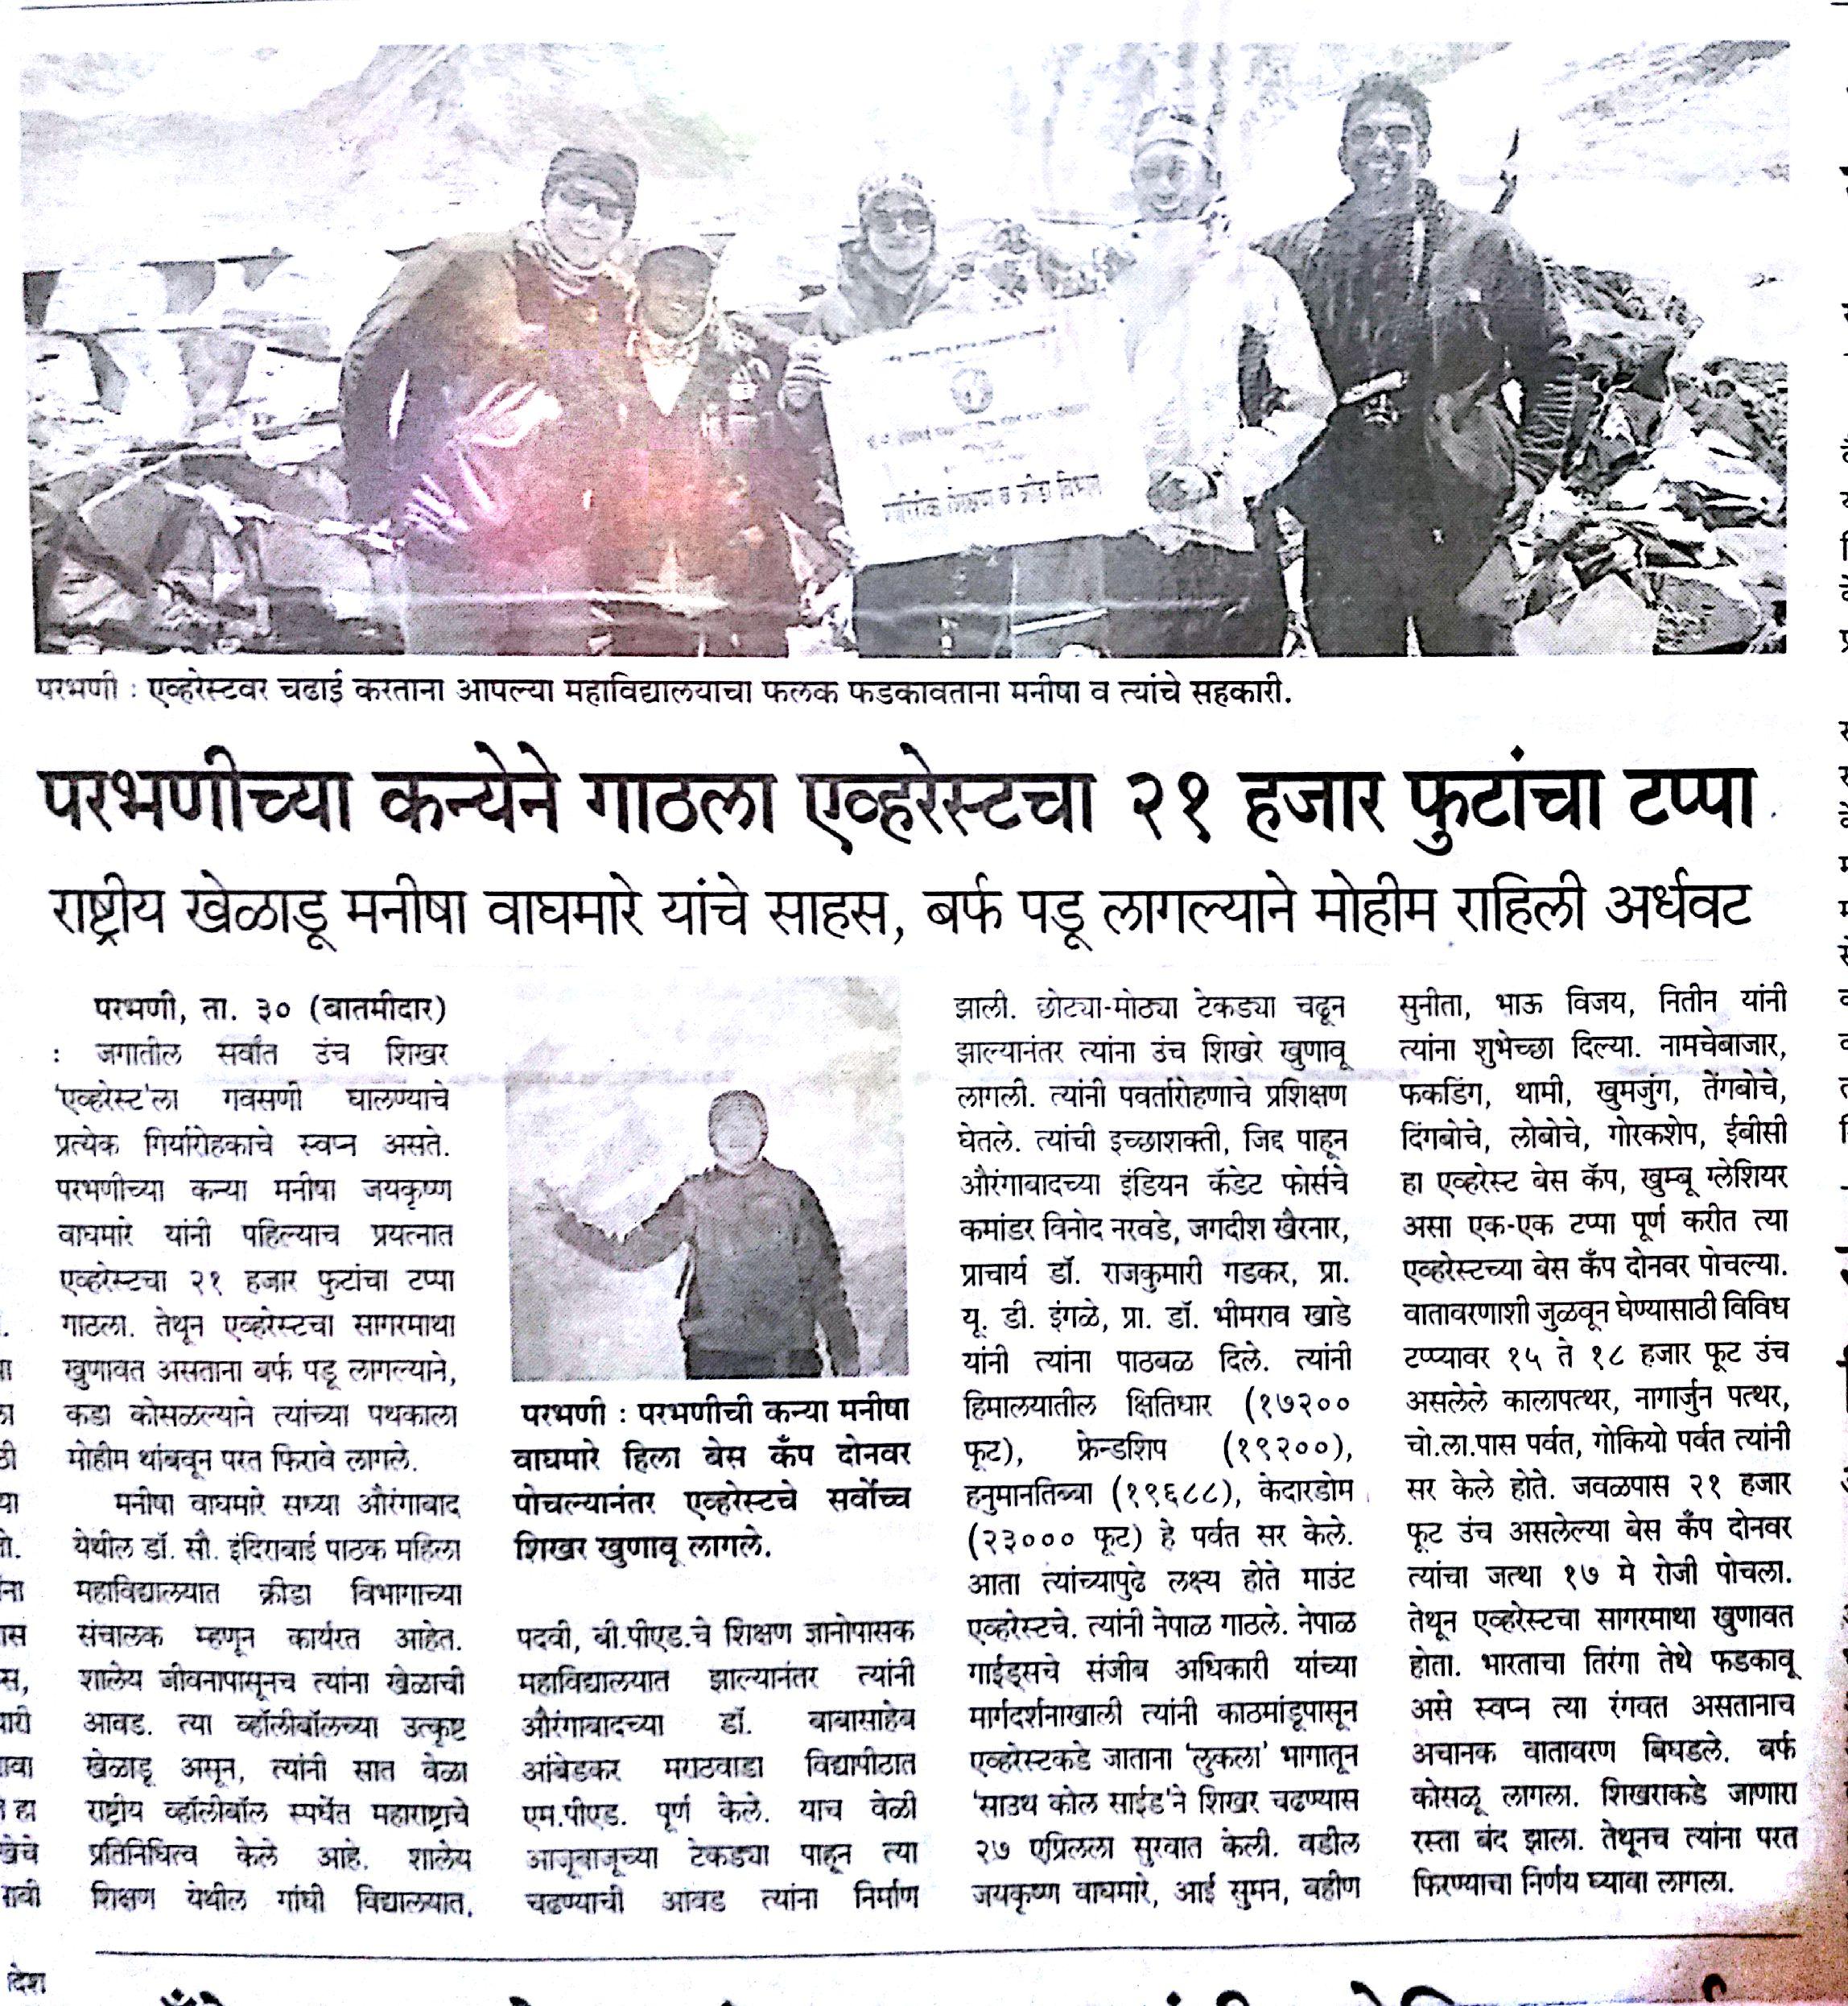 शारीरिक शिक्षण व क्रीडा विभाग
परभणी : एव्हरेस्टवर चढाई करताना आपल्या महाविद्यालयाचा फलक फडकावताना मनीषा व त्यांचे सहकारी.
परभणीच्या कन्येने गाठला एव्हरेस्टचा २१ हजार फुटांचा टप्पा
राष्ट्रीय खेळाडू मनीषा वाघमारे यांचे साहस, बर्फ पडू लागल्याने मोहीम राहिली अर्धवट
परभणी, ता. ३० (बातमीदार)
: जगातील सर्वांत उंच शिखर
'एव्हरेस्ट'ला गवसणी घालण्याचे
प्रत्येक गिर्यारोहकाचे स्वप्न असते.
परभणीच्या कन्या मनीषा जयकृष्ण
वाघमारे यांनी पहिल्याच प्रयत्नात
एव्हरेस्टचा २१ हजार फुटांचा टप्पा
गाठला. तेथून एव्हरेस्टचा सागरमाथा
खुणावत असताना बर्फ पडू लागल्याने,
कडा कोसळल्याने त्यांच्या पथकाला
मोहीम थांबवून परत फिरावे लागले.
मनीषा वाघमारे सध्या औरंगाबाद
येथील डॉ. सौ. इंदिराबाई पाठक महिला
महाविद्यालयात क्रीडा विभागाच्या
संचालक म्हणून कार्यरत आहेत.
शालेय जीवनापासूनच त्यांना खेळाची
आवड. त्या व्हॉलीबॉलच्या उत्कृष्ट
खेळाडू असून, त्यांनी सात वेळा
राष्ट्रीय व्हॉलीबॉल स्पर्धेत महाराष्ट्राचे
प्रतिनिधित्व केले आहे. शालेय
शिक्षण येथील गांधी विद्यालयात,
परभणी : परभणीची कन्या मनीषा
वाघमारे हिला बेस कँप दोनवर
पोचल्यानंतर एव्हरेस्टचे सर्वोच्च
शिखर खुणावू लागले.
पदवी, बी.पीएड.चे शिक्षण ज्ञानोपासक
महाविद्यालयात झाल्यानंतर त्यांनी
औरंगाबादच्या डॉ. बाबासाहेब
आंबेडकर मराठवाडा विद्यापीठात
एम.पीएड. पूर्ण केले. याच वेळी
आजूबाजूच्या टेकड्या पाहून त्या
चढण्याची आवड त्यांना निर्माण
झाली. छोट्या-मोठ्या टेकड्या चढून
झाल्यानंतर त्यांना उंच शिखरे खुणावू
लागली. त्यांनी पवर्तारोहणाचे प्रशिक्षण
घेतले. त्यांची इच्छाशक्ती, जिद्द पाहून
औरंगाबादच्या इंडियन कॅडेट फोर्सचे
कमांडर विनोद नरवडे, जगदीश खैरनार,
प्राचार्य डॉ. राजकुमारी गडकर, प्रा.
यू. डी. इंगळे, प्रा. डॉ. भीमराव खाडे
यांनी त्यांना पाठबळ दिले. त्यांनी
हिमालयातील क्षितिधार (१७२००
फूट), फ्रेन्डशिप (१९२००),
हनुमानतिब्बा (१९६८८), केदारडोम
(२३००० फूट) हे पर्वत सर केले.
आता त्यांच्यापुढे लक्ष्य होते माउंट
एव्हरेस्टचे. त्यांनी नेपाळ गाठले. नेपाळ
गाईड्सचे संजीब अधिकारी यांच्या
मार्गदर्शनाखाली त्यांनी काठमांडूपासून
एव्हरेस्टकडे जाताना 'लुकला' भागातून
'साउथ कोल साईड'ने शिखर चढण्यास
२७ एप्रिलला सुरवात केली. वडील
जयकृष्ण वाघमारे, आई सुमन, बहीण
सुनीता, भाऊ विजय, नितीन यांनी
त्यांना शुभेच्छा दिल्या. नामचेबाजार,
फकडिंग, थामी, खुमजुंग, तेंगबोचे,
दिंगबोचे, लोबोचे, गोरकशेप, ईबीसी
हा एव्हरेस्ट बेस कॅप, खुम्बू ग्लेशियर
असा एक-एक टप्पा पूर्ण करीत त्या
एव्हरेस्टच्या बेस कँप दोनवर पोचल्या.
वातावरणाशी जुळवून घेण्यासाठी विविध
टप्प्यावर १५ ते १८ हजार फूट उंच
असलेले कालापत्थर, नागार्जुन पत्थर,
चो.ला.पास पर्वत, गोकियो पर्वत त्यांनी
सर केले होते. जवळपास २१ हजार
फूट उंच असलेल्या बेस कँप दोनवर
त्यांचा जत्था १७ मे रोजी पोचला.
तेथून एव्हरेस्टचा सागरमाथा खुणावत
होता. भारताचा तिरंगा तेथे फडकावू
असे स्वप्न त्या रंगवत असतानाच
अचानक वातावरण बिघडले. बर्फ
कोसळू लागला. शिखराकडे जाणारा
रस्ता बंद झाला. तेथूनच त्यांना परत
फिरण्याचा निर्णय घ्यावा लागला.